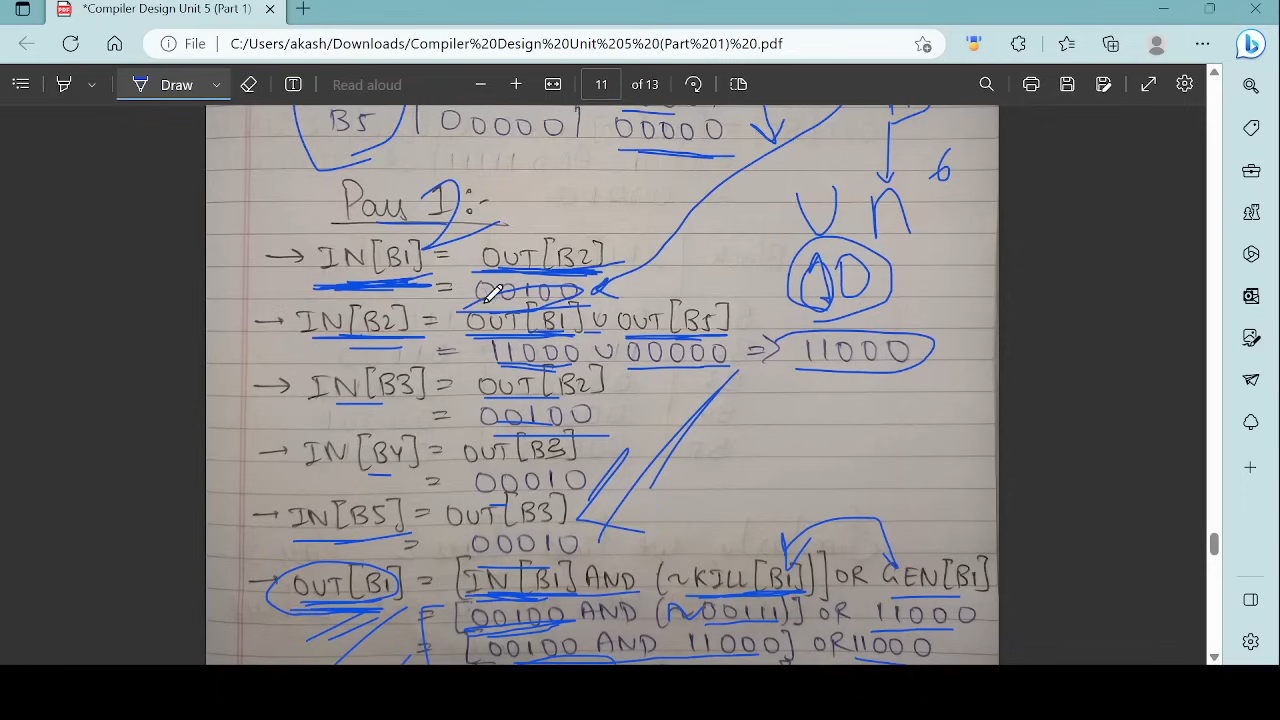 *Compiler Design Unit 5 (Part 1)
File C:/Users/akash/Downloads/Compiler%20Design%20Unit%205%20(Part%201)%20.pdf
Draw Read aloud 11 of 13
B5 | 00000 | 00000
6
Pass 1:-
U n
→ IN[B1] = OUT[B2]
= 00100
→ IN[B2] = OUT[B1] ∪ OUT[B5]
= 11000 ∪ 00000 => 11000
→ IN[B3] = OUT[B2]
= 00100
→ IN[B4] = OUT[B3]
= 00010
→ IN[B5] = OUT[B3]
= 00010
→ OUT[B1] = [IN[B1] AND (~KILL[B1])] OR GEN[B1]
= [00100 AND (~00111)] OR 11000
= [00100 AND 11000] OR 11000